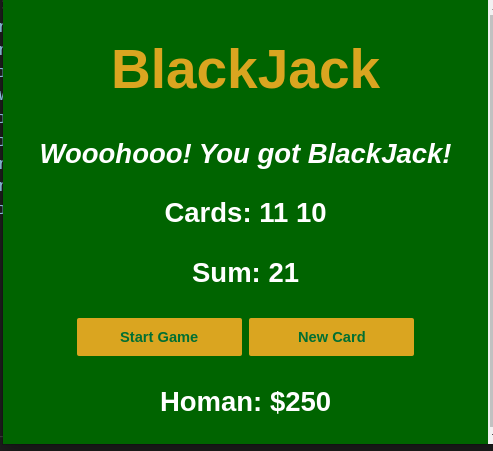 BlackJack
Wooohooo! You got BlackJack!
Cards: 11 10
Sum: 21
Start Game New Card
Homan: $250